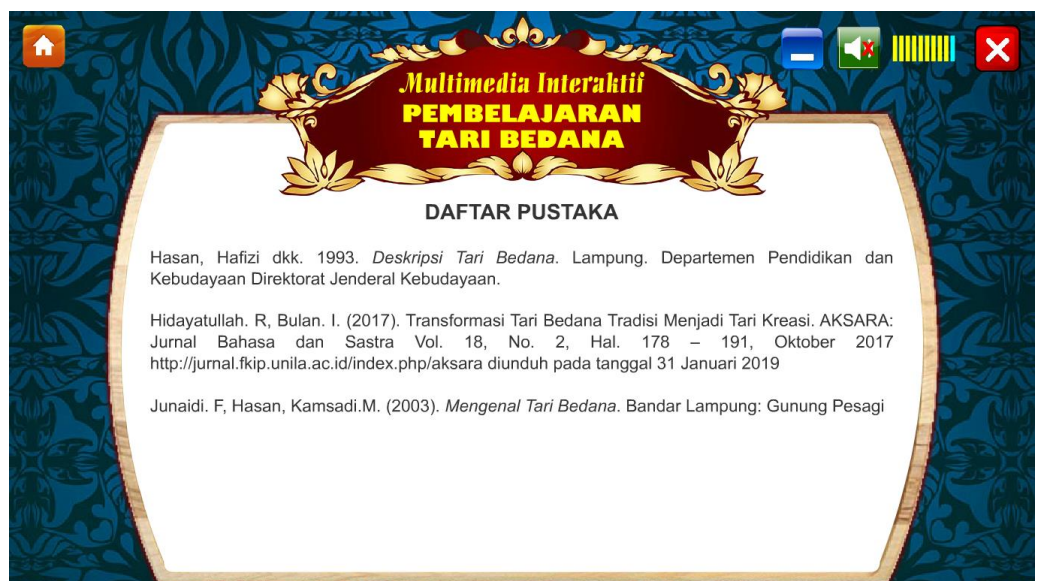 Multimedia Interaktif
PEMBELAJARAN
TARI BEDANA
DAFTAR PUSTAKA
Hasan, Hafizi dkk. 1993. Deskripsi Tari Bedana. Lampung. Departemen Pendidikan dan
Kebudayaan Direktorat Jenderal Kebudayaan.
Hidayatullah. R, Bulan. I. (2017). Transformasi Tari Bedana Tradisi Menjadi Tari Kreasi. AKSARA:
Jurnal Bahasa dan Sastra Vol. 18, No. 2, Hal. 178 – 191, Oktober 2017
http://jurnal.fkip.unila.ac.id/index.php/aksara diunduh pada tanggal 31 Januari 2019
Junaidi. F, Hasan, Kamsadi.M. (2003). Mengenal Tari Bedana. Bandar Lampung: Gunung Pesagi